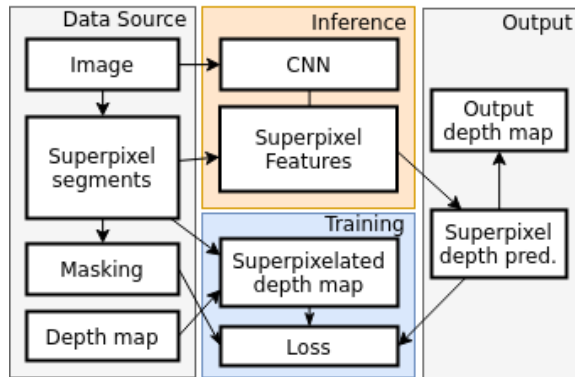 Data Source
Image
Superpixel
segments
Masking
Depth map
Inference
CNN
Superpixel
Features
Training
Superpixelated
depth map
Loss
Output
Output
depth map
Superpixel
depth pred.